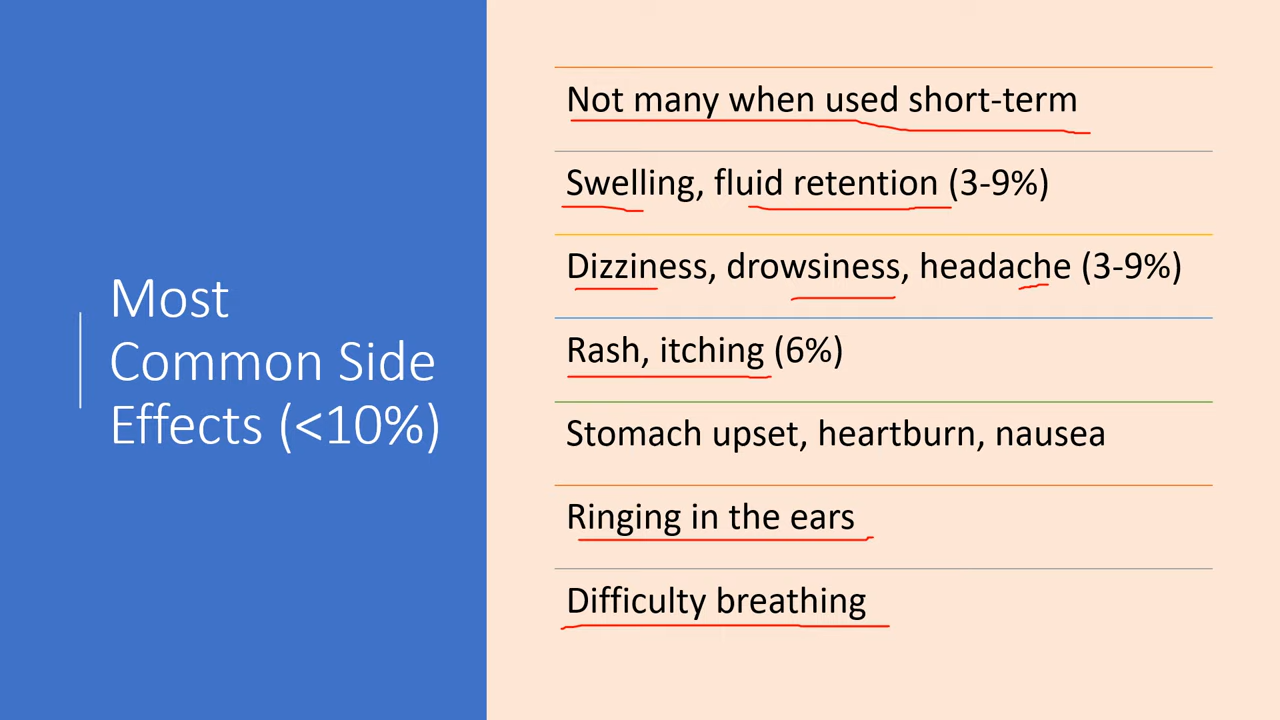 Most
Common Side
Effects (<10%)
Not many when used short-term
Swelling, fluid retention (3-9%)
Dizziness, drowsiness, headache (3-9%)
Rash, itching (6%)
Stomach upset, heartburn, nausea
Ringing in the ears
Difficulty breathing